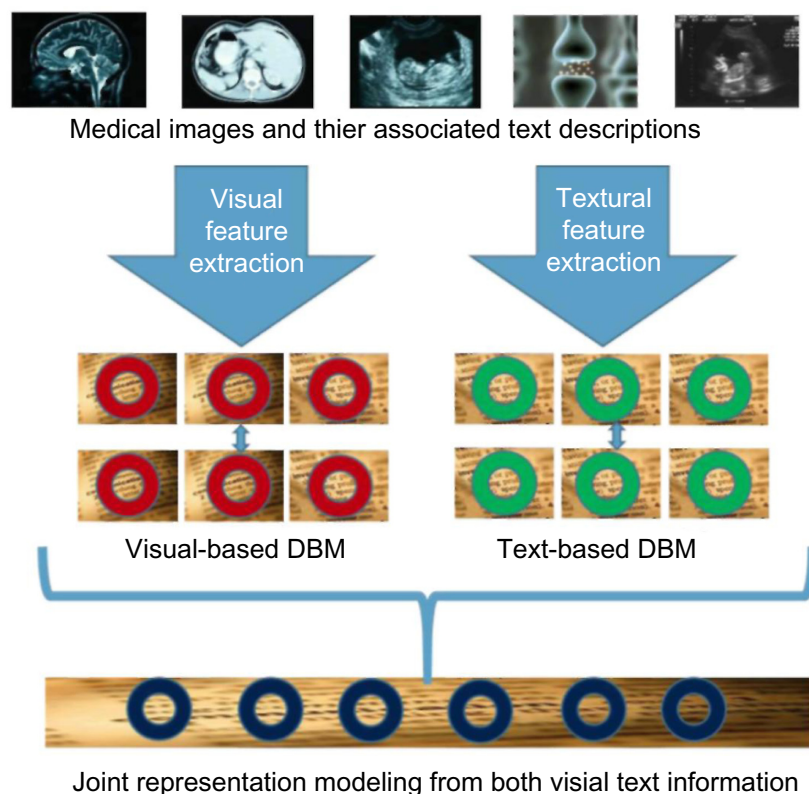 Medical images and thier associated text descriptions
Visual
feature
extraction
Textural
feature
extraction
Visual-based DBM
Text-based DBM
Joint representation modeling from both visial text information